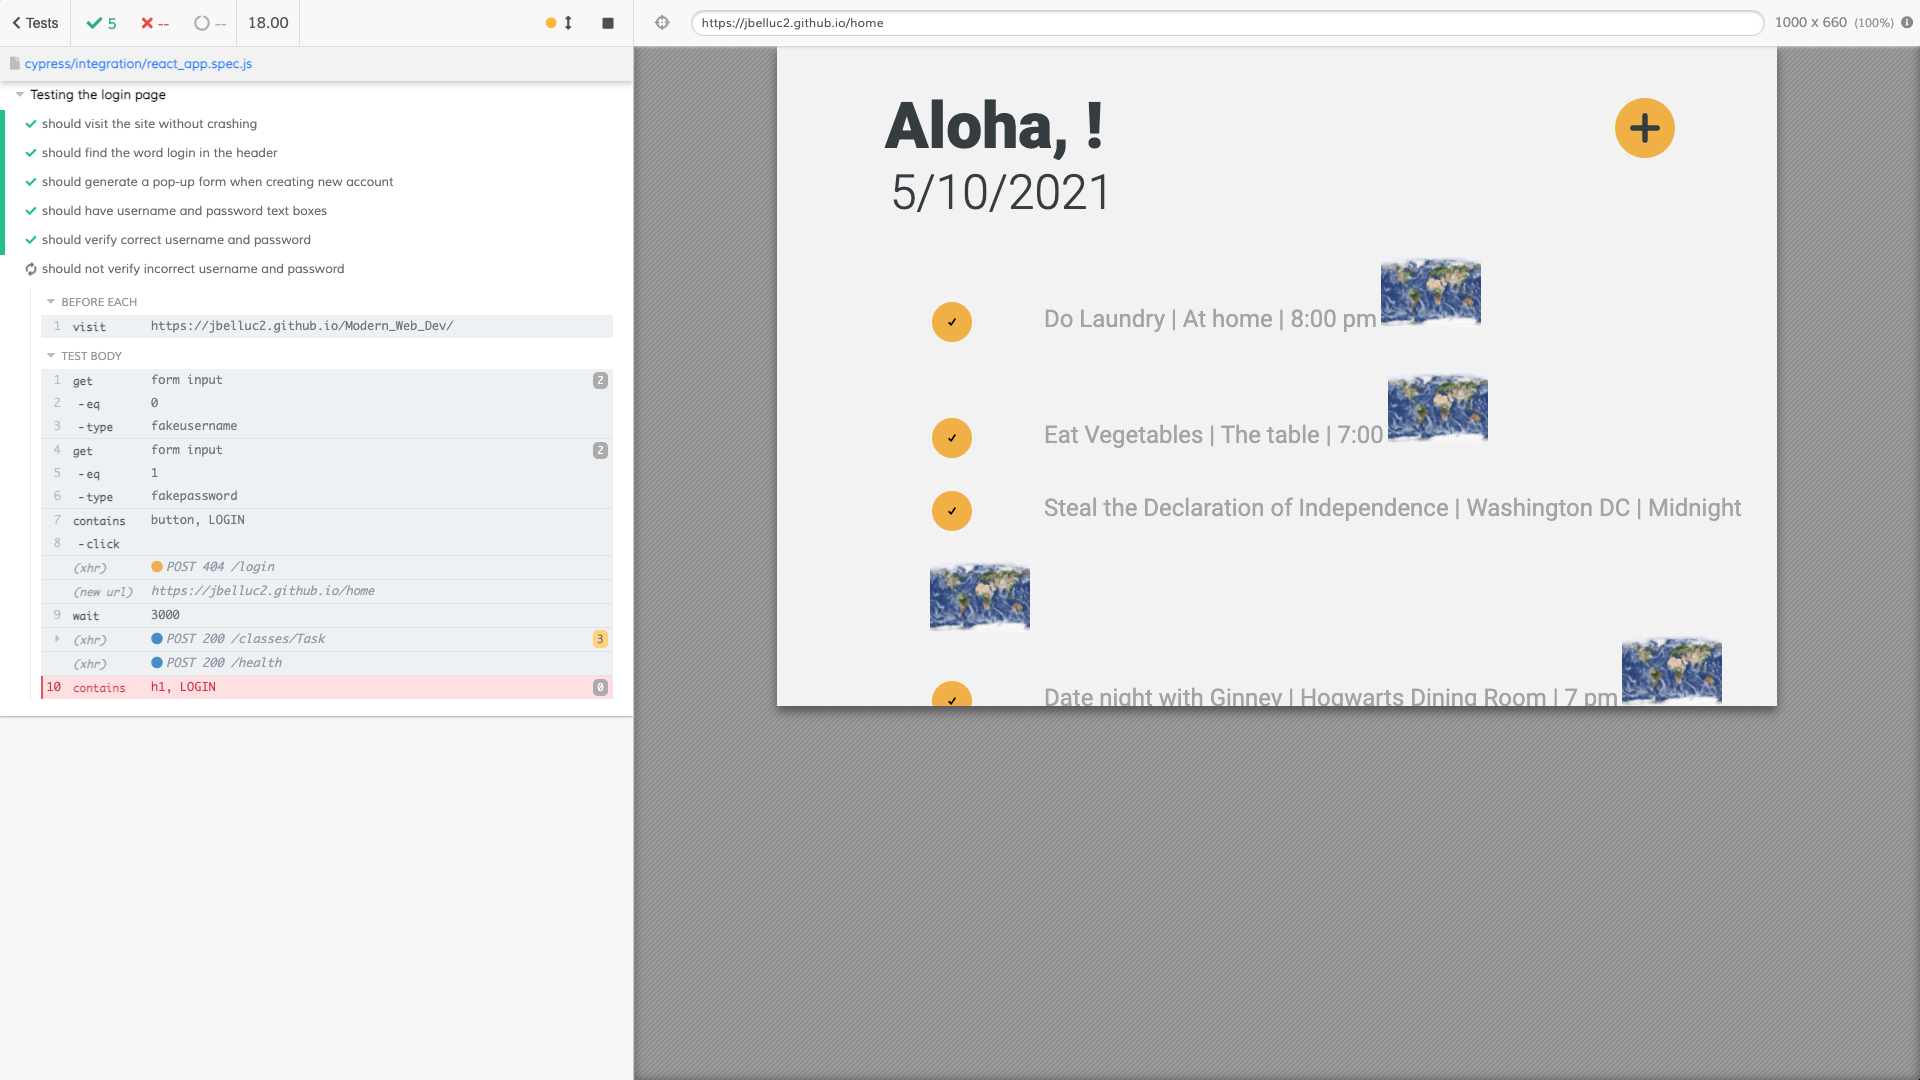 Tests 5 -- -- 18.00
https://jbelluc2.github.io/home 1000 x 660 (100%)
cypress/integration/react_app.spec.js
Testing the login page
should visit the site without crashing
should find the word login in the header
should generate a pop-up form when creating new account
should have username and password text boxes
should verify correct username and password
should not verify incorrect username and password
BEFORE EACH
1 visit https://jbelluc2.github.io/Modern_Web_Dev/
TEST BODY
1 get form input 2
2 -eq 0
3 -type fakeusername
4 get form input 2
5 -eq 1
6 -type fakepassword
7 contains button, LOGIN
8 -click
(xhr) POST 404 /login
(new url) https://jbelluc2.github.io/home
9 wait 3000
(xhr) POST 200 /classes/Task 3
(xhr) POST 200 /health
10 contains h1, LOGIN 0
Aloha, !
5/10/2021
Do Laundry | At home | 8:00 pm
Eat Vegetables | The table | 7:00
Steal the Declaration of Independence | Washington DC | Midnight
Date night with Ginney | Hogwarts Dining Room | 7 pm